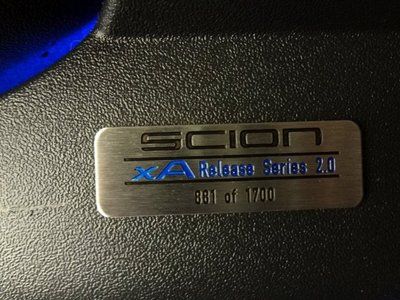 SCION
xA Release Series 2.0
881 of 1700